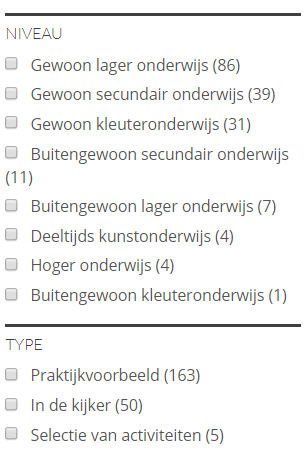 NIVEAU
Gewoon lager onderwijs (86)
Gewoon secundair onderwijs (39)
Gewoon kleuteronderwijs (31)
Buitengewoon secundair onderwijs
(11)
Buitengewoon lager onderwijs (7)
Deeltijds kunstonderwijs (4)
Hoger onderwijs (4)
Buitengewoon kleuteronderwijs (1)
TYPE
Praktijkvoorbeeld (163)
In de kijker (50)
Selectie van activiteiten (5)